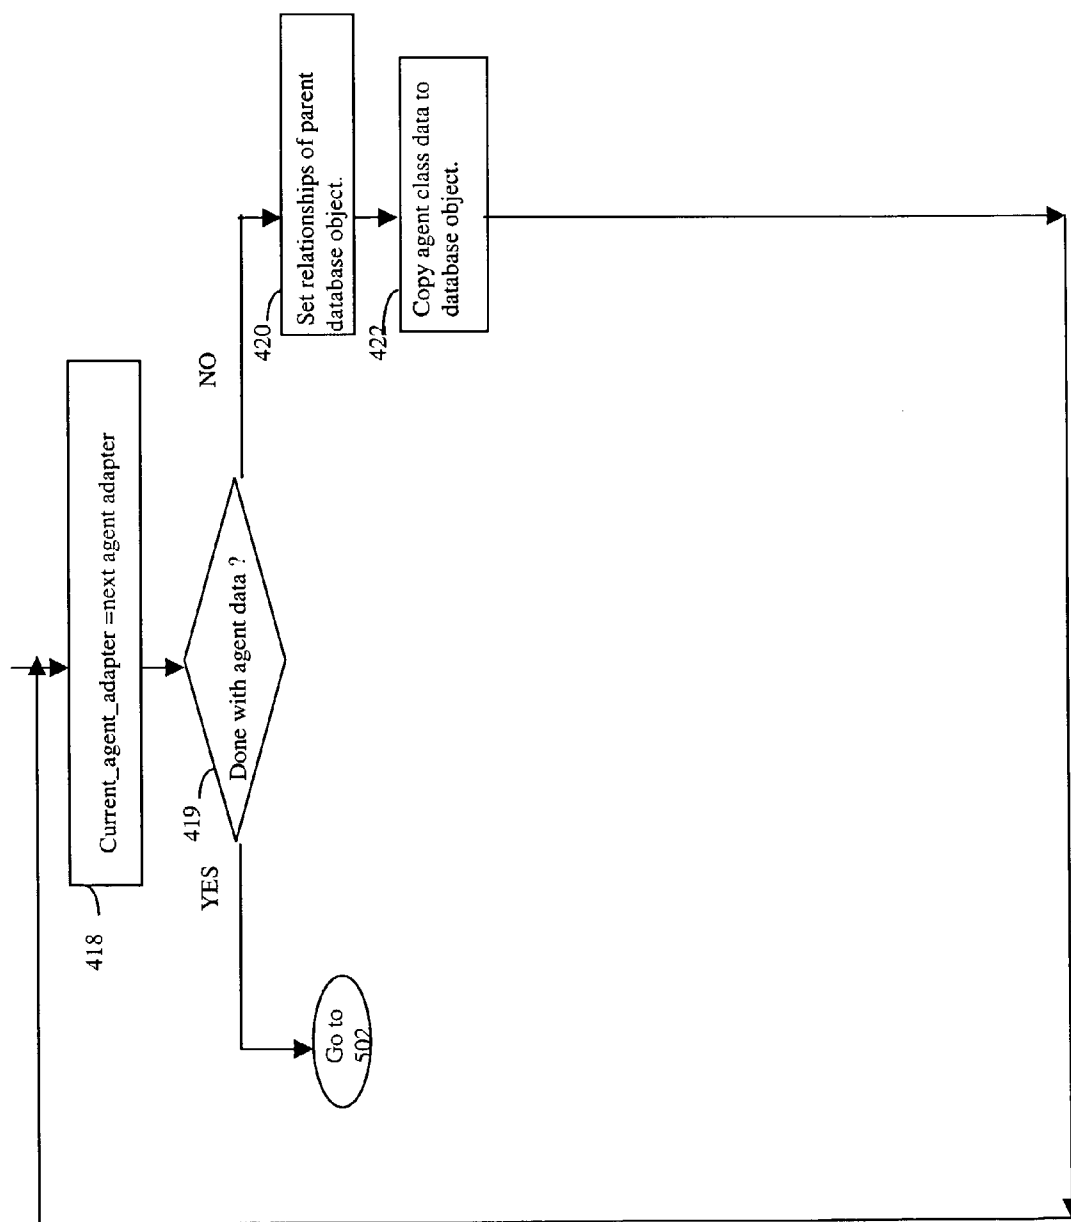 Current_agent_adapter =next agent adapter
418
Done with agent data ?
419
YES
NO
Go to
502
Set relationships of parent
database object.
420
Copy agent class data to
database object.
422